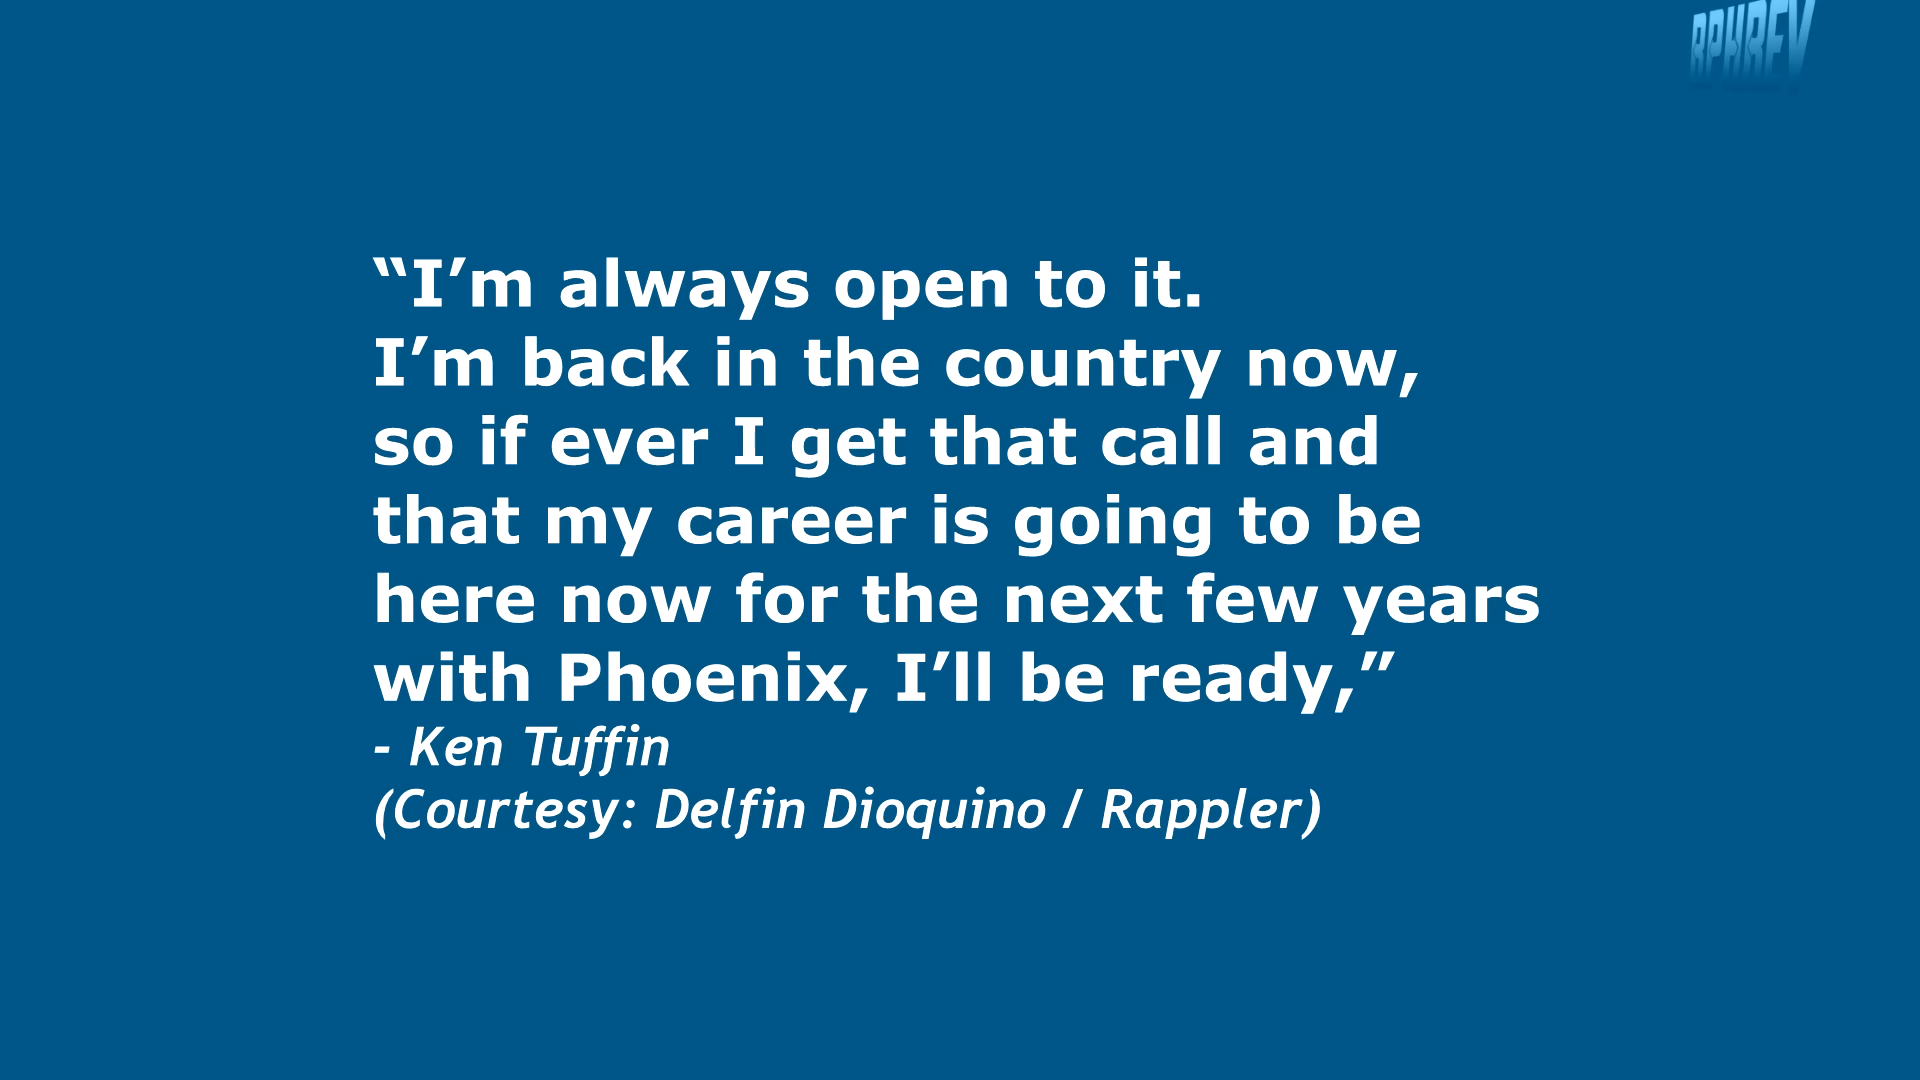 RPHREV
“I’m always open to it.
I’m back in the country now,
so if ever I get that call and
that my career is going to be
here now for the next few years
with Phoenix, I’ll be ready,”
- Ken Tuffin
(Courtesy: Delfin Dioquino / Rappler)